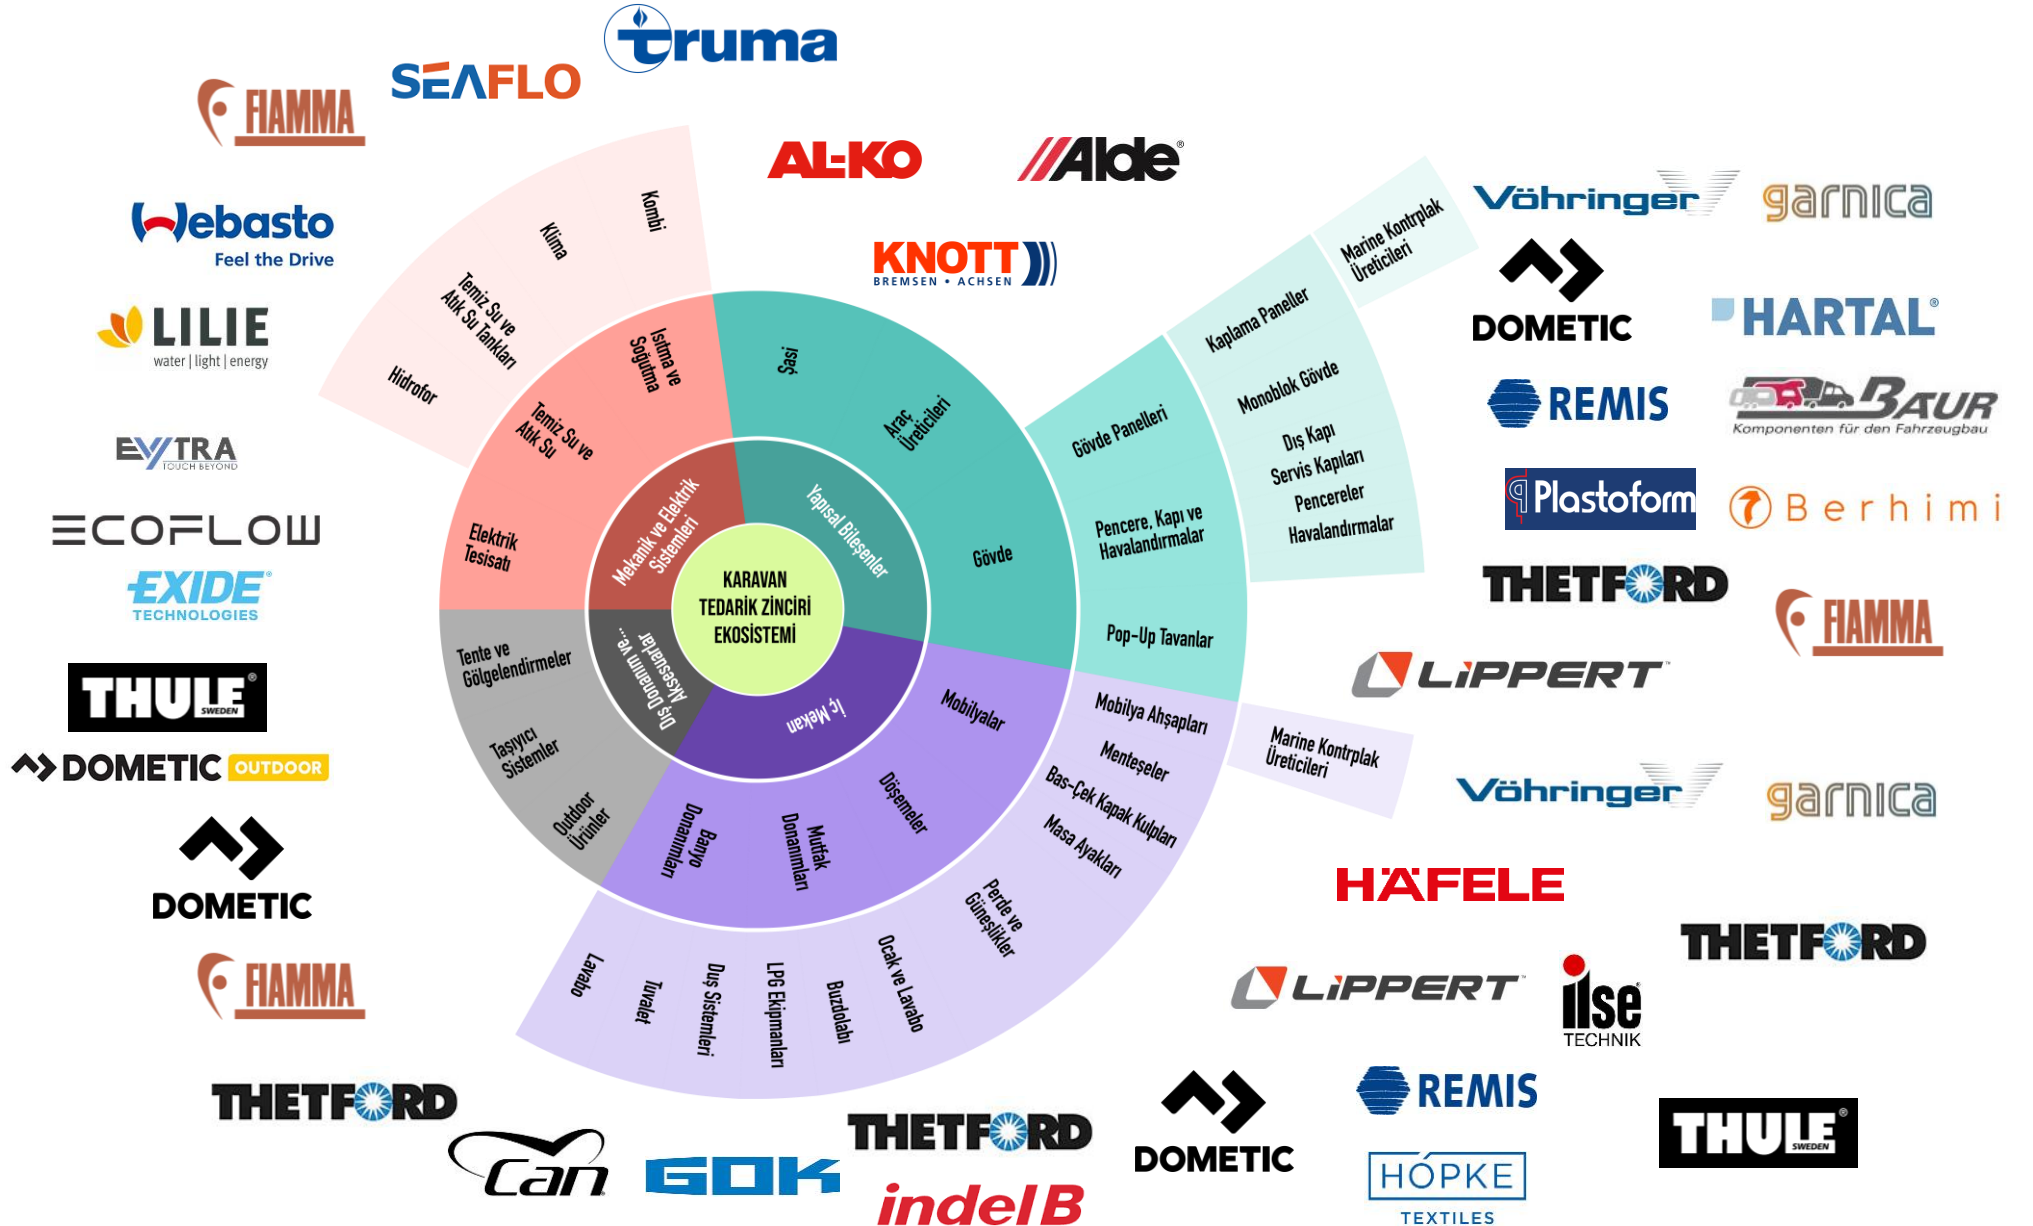 truma
SEAFLO
FIAMMA
AL-KO
Alde®
Webasto
Feel the Drive
KNOTT
BREMSEN • ACHSEN
LILIE
water | light | energy
EVTRA
TOUCH BEYOND
ECOFLOW
EXIDE®
TECHNOLOGIES
THULE®
SWEDEN
DOMETIC OUTDOOR
DOMETIC
FIAMMA
THETFORD
Can
GOK
THETFORD
indel B
DOMETIC
REMIS
HÖPKE
TEXTILES
THULE®
SWEDEN
LiPPERT™
ilse®
TECHNIK
THETFORD
HÄFELE
Vöhringer
garnica
LiPPERT™
FIAMMA
THETFORD
Plastoform
Berhimi
REMIS
BAUR
Komponenten für den Fahrzeugbau
DOMETIC
HARTAL®
Vöhringer
garnica
KARAVAN
TEDARİK ZİNCİRİ
EKOSİSTEMİ
Mekanik ve Elektrik
Sistemleri
Isıtma ve
Soğutma
Temiz Su ve
Atık Su
Elektrik
Tesisatı
Kombi
Klima
Temiz Su ve
Atık Su Tankları
Hidrofor
Yapısal Bileşenler
Şasi
Araç
Üreticileri
Gövde
Gövde Panelleri
Pencere, Kapı ve
Havalandırmalar
Pop-Up Tavanlar
Kaplama Paneller
Monoblok Gövde
Dış Kapı
Servis Kapıları
Pencereler
Havalandırmalar
Marine Kontrplak
Üreticileri
İç Mekan
Mobilyalar
Döşemeler
Mutfak
Donanımları
Banyo
Donanımları
Mobilya Ahşapları
Menteşeler
Bas-Çek Kapak Kulpları
Masa Ayakları
Perde ve
Güneşlikler
Ocak ve Lavabo
Buzdolabı
LPG Ekipmanları
Duş Sistemleri
Tuvalet
Lavabo
Marine Kontrplak
Üreticileri
Dış Donanım ve...
Aksesuarlar
Tente ve
Gölgelendirmeler
Taşıyıcı
Sistemler
Outdoor
Ürünler